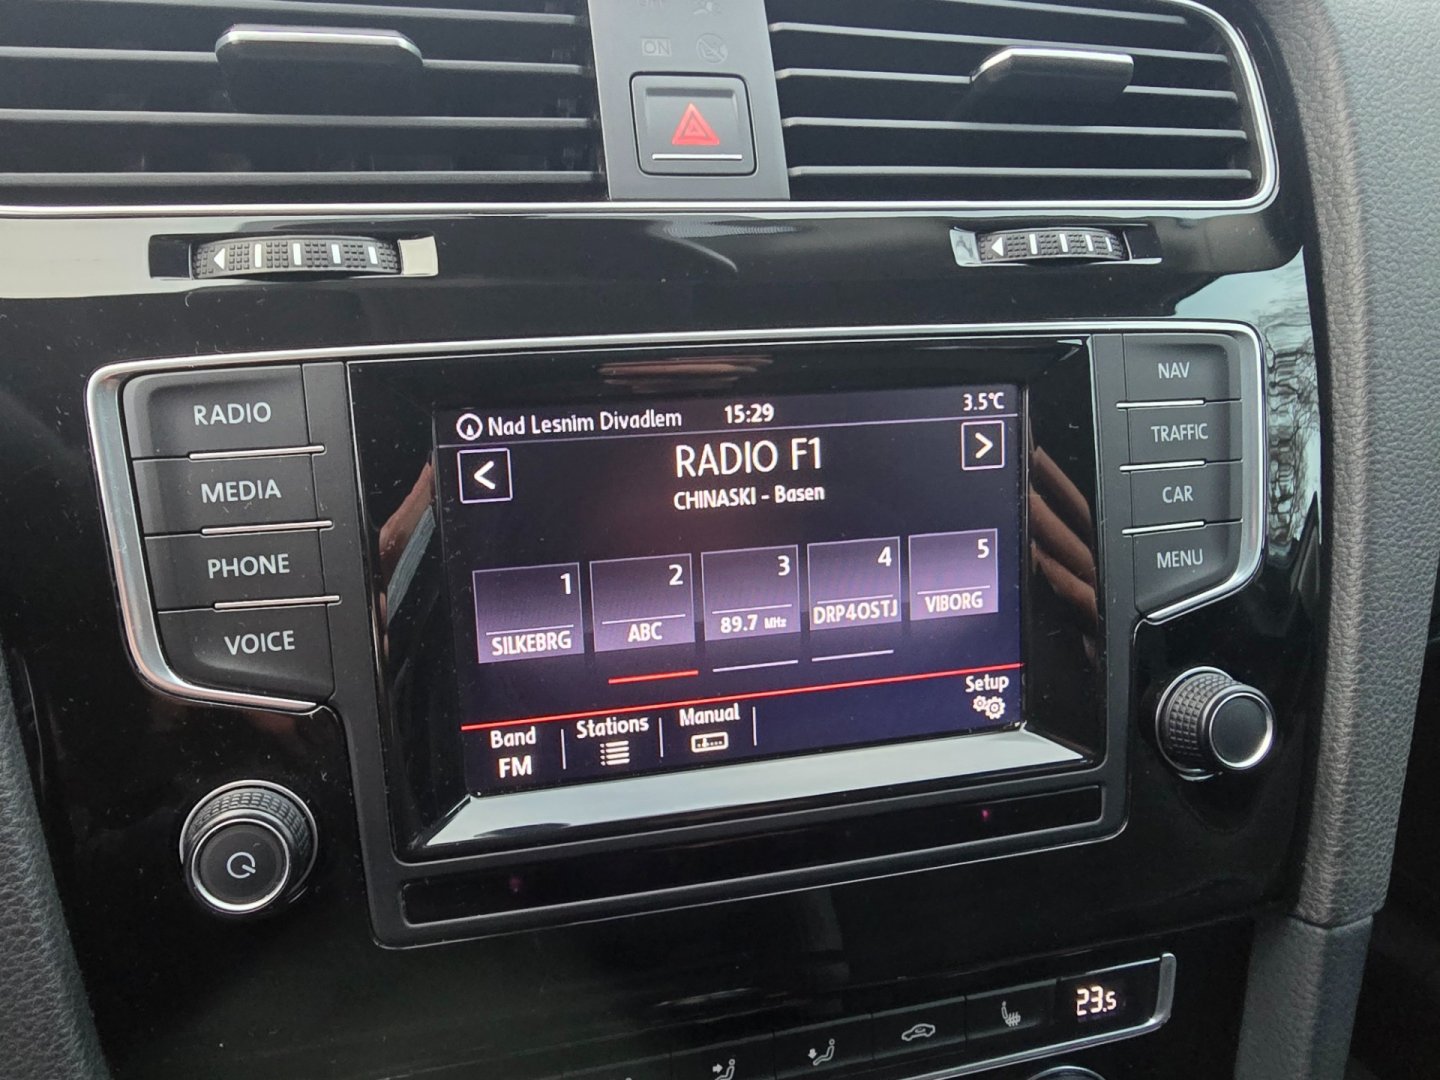 ON
RADIO
MEDIA
PHONE
VOICE
Nad Lesním Divadlem
15:29
3.5°C
<
RADIO F1
>
CHINASKI - Basen
1
SILKEBRG
2
ABC
3
89.7 MHz
4
DRP4OSTJ
5
VIBORG
Band
FM
Stations
Manual
Setup
NAV
TRAFFIC
CAR
MENU
23.5